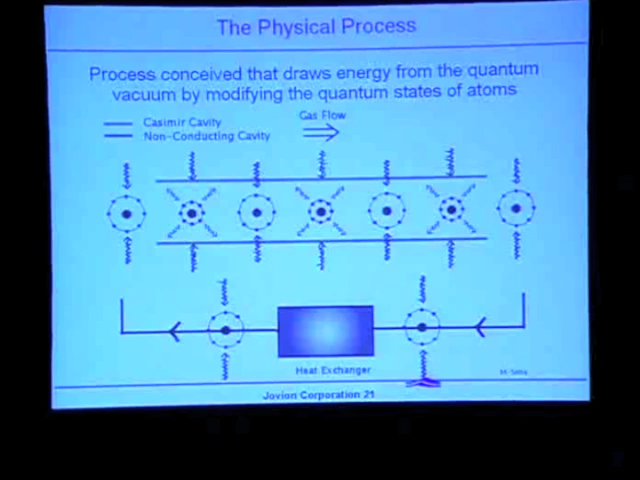 The Physical Process
Process conceived that draws energy from the quantum
vacuum by modifying the quantum states of atoms
Casimir Cavity
Non-Conducting Cavity
Gas Flow
Heat Exchanger
Jovion Corporation 21